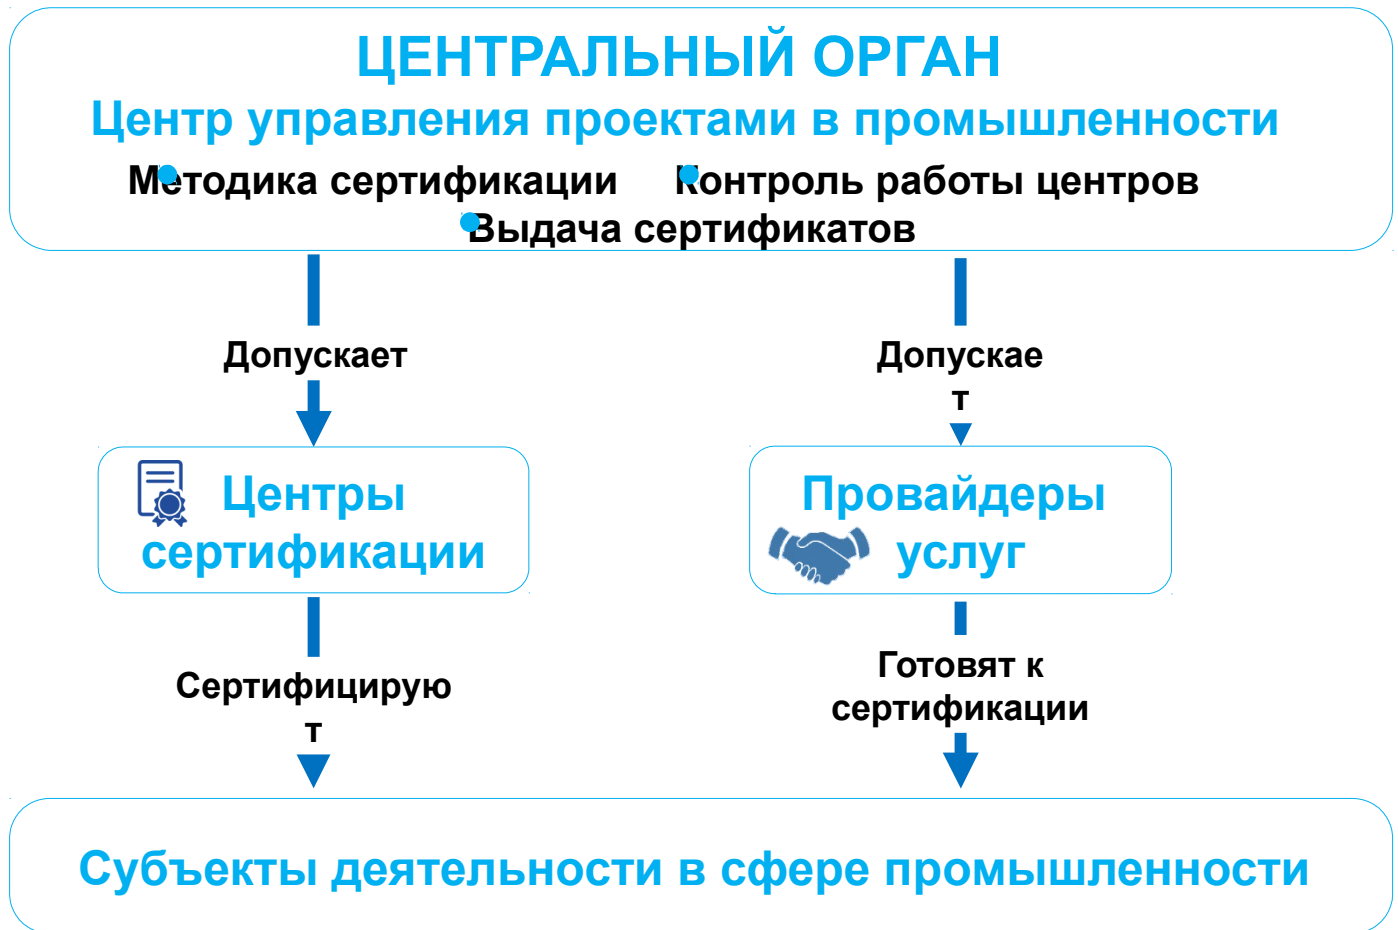 ЦЕНТРАЛЬНЫЙ ОРГАН
Центр управления проектами в промышленности
Методика сертификации Контроль работы центров
Выдача сертификатов
Допускает
Допускае
т
Центры
сертификации
Провайдеры
услуг
Сертифицирую
т
Готовят к
сертификации
Субъекты деятельности в сфере промышленности